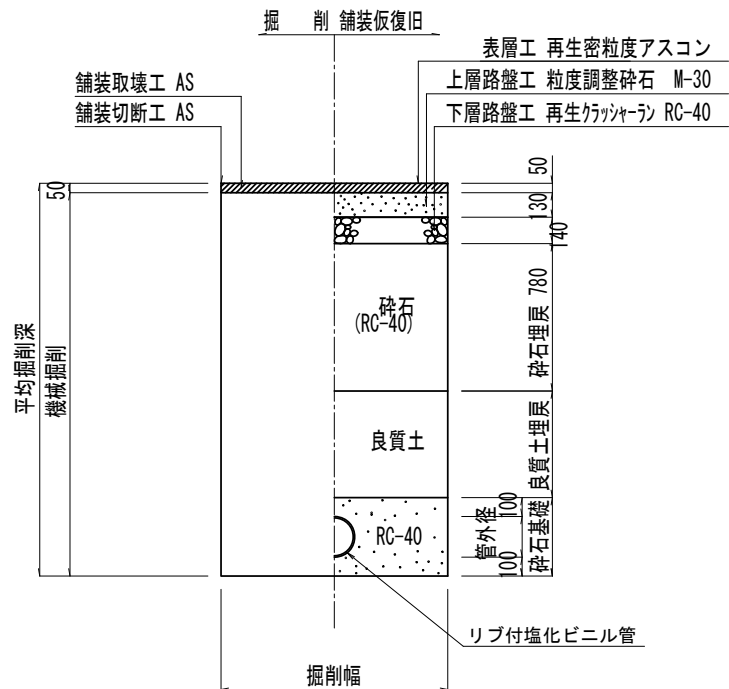 掘 削 舗装仮復旧
表層工 再生密粒度アスコン
上層路盤工 粒度調整砕石 M-30
下層路盤工 再生クラッシャーラン RC-40
舗装取壊工 AS
舗装切断工 AS
50
50
130
140
砕石埋戻 780
良質土埋戻
砕石基礎
100
管外径
100
平均掘削深
機械掘削
砕石
(RC-40)
良質土
RC-40
リブ付塩化ビニル管
掘削幅